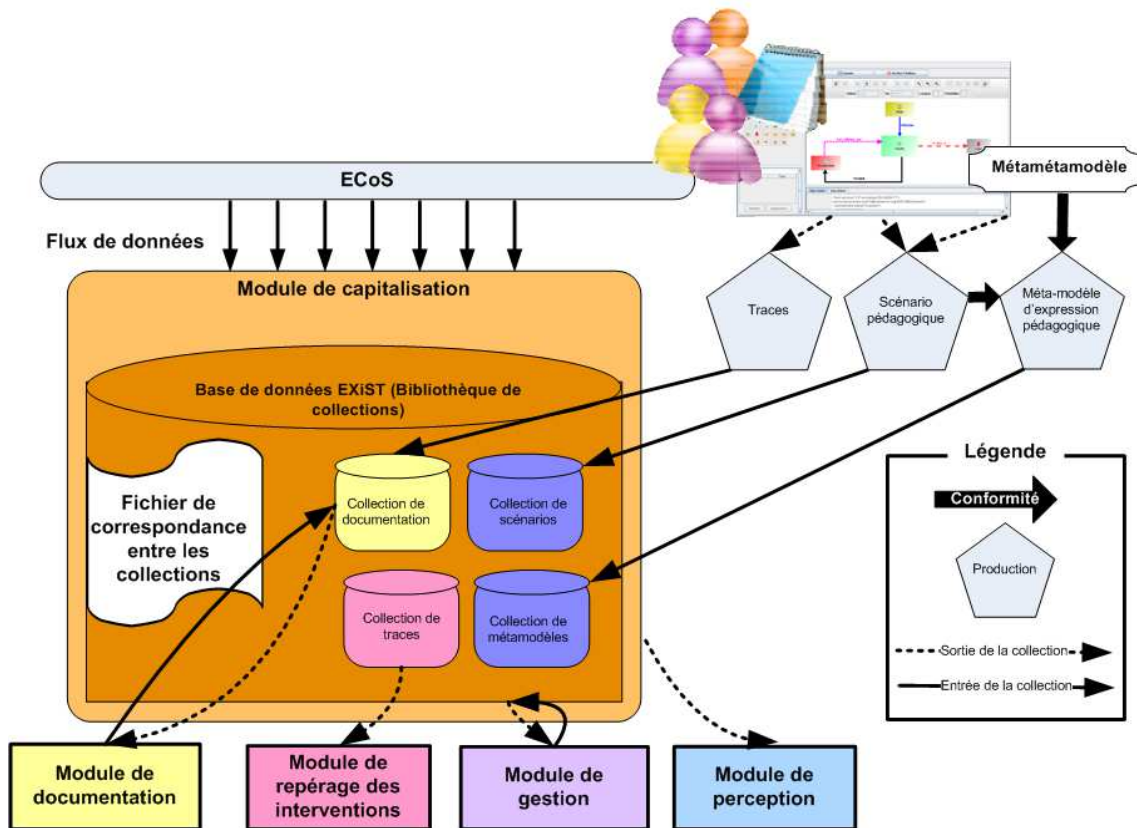 ECoS
Métamétamodèle
Flux de données
Module de capitalisation
Traces
Scénario
pédagogique
Méta-modèle
d'expression
pédagogique
Base de données EXiST (Bibliothèque de
collections)
Fichier de
correspondance
entre les
collections
Collection de
documentation
Collection de
scénarios
Collection de
traces
Collection de
métamodèles
Légende
Conformité
Production
Sortie de la collection
Entrée de la collection
Module de
documentation
Module de
repérage des
interventions
Module de
gestion
Module de
perception